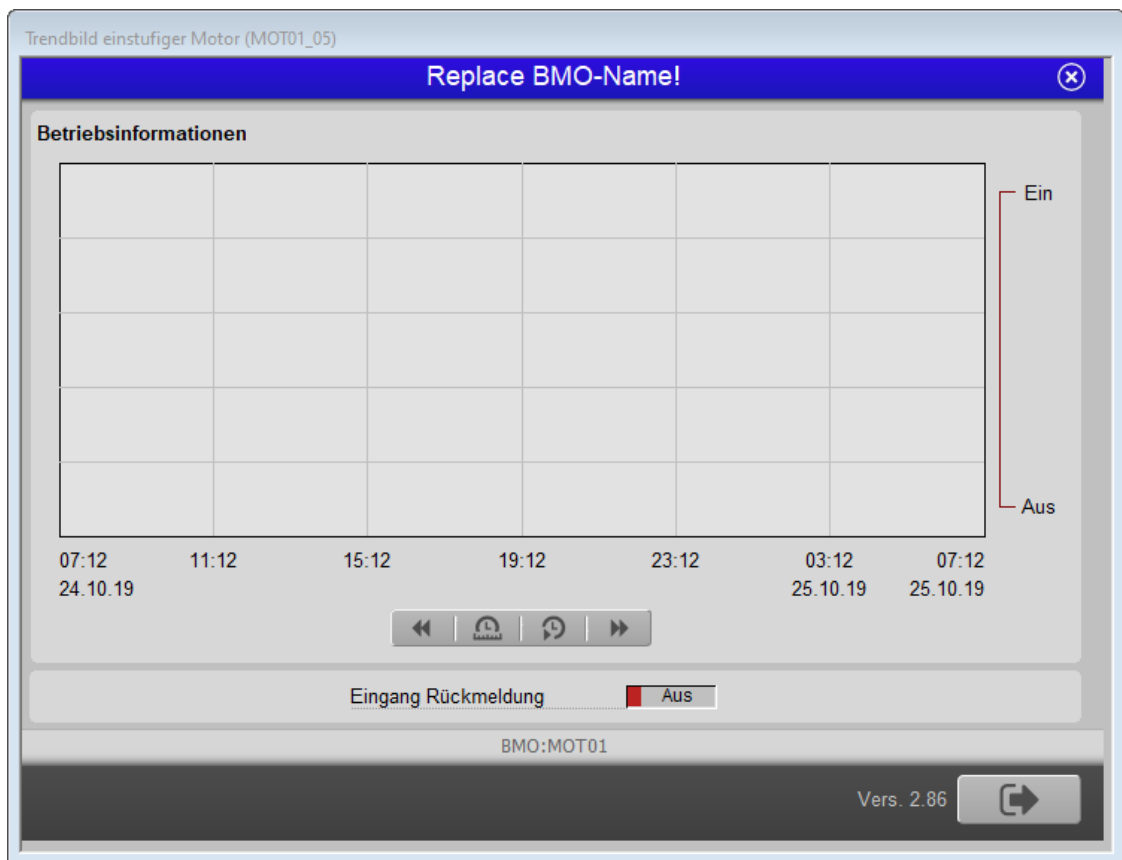 Trendbild einstufiger Motor (MOT01_05)
Replace BMO-Name!
Betriebsinformationen
Ein
Aus
07:12 11:12 15:12 19:12 23:12 03:12 07:12
24.10.19 25.10.19 25.10.19
Eingang Rückmeldung Aus
BMO:MOT01
Vers. 2.86